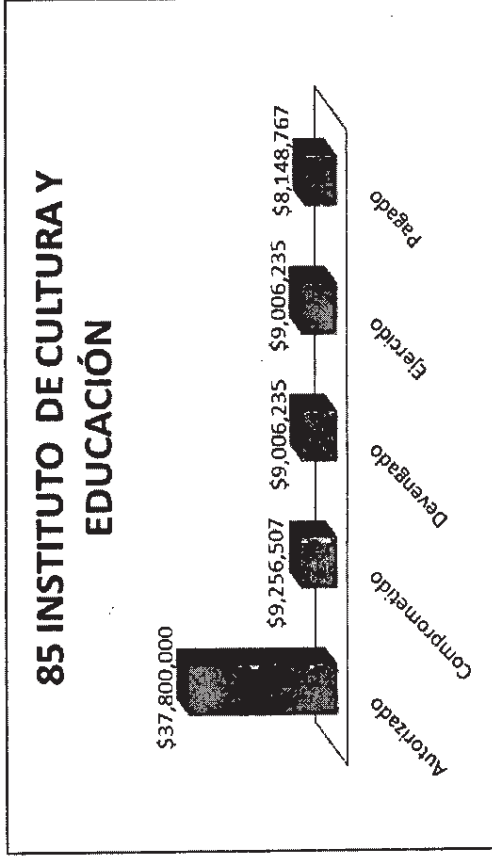 85 INSTITUTO DE CULTURA Y
EDUCACIÓN
$37,800,000
$9,256,507
$9,006,235
$9,006,235
$8,148,767
Autorizado
Comprometido
Devengado
Ejercido
Pagado